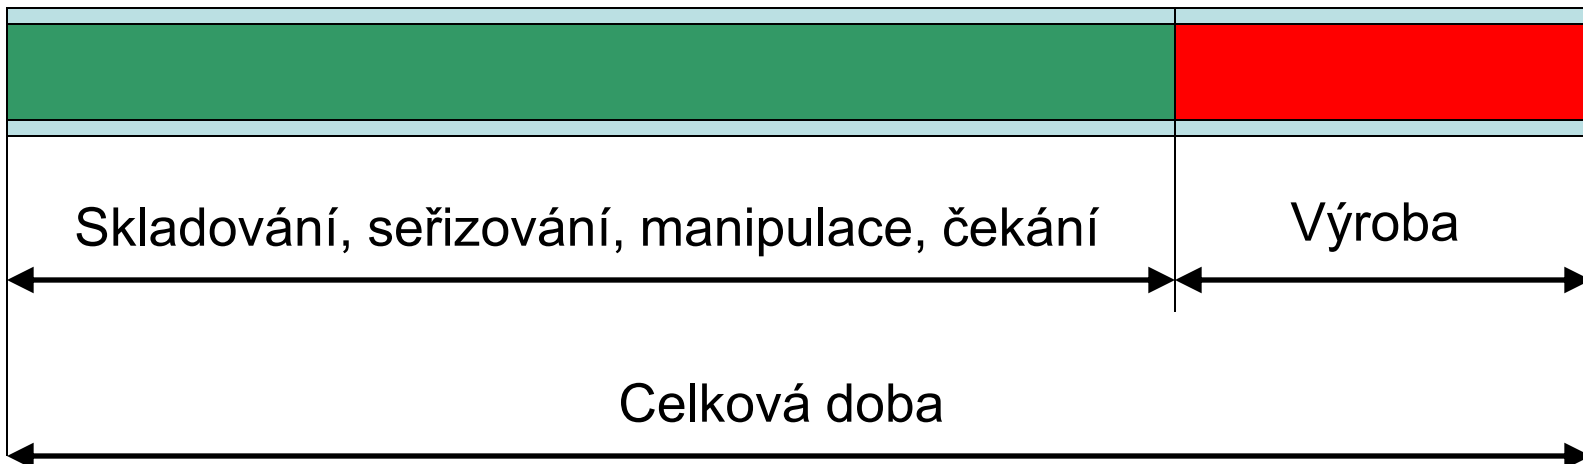 Skladování, seřizování, manipulace, čekání
Výroba
Celková doba